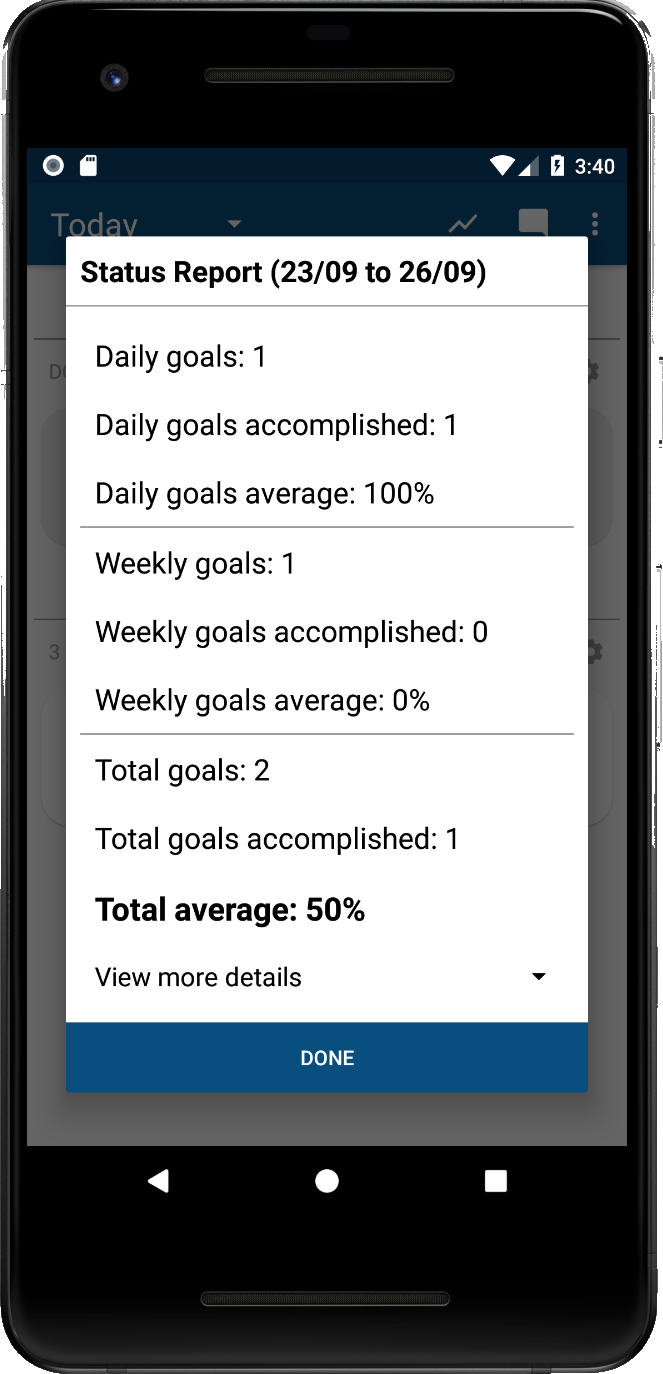 3:40
Today
Status Report (23/09 to 26/09)
Daily goals: 1
Daily goals accomplished: 1
Daily goals average: 100%
Weekly goals: 1
Weekly goals accomplished: 0
Weekly goals average: 0%
3
Total goals: 2
Total goals accomplished: 1
Total average: 50%
View more details
DONE